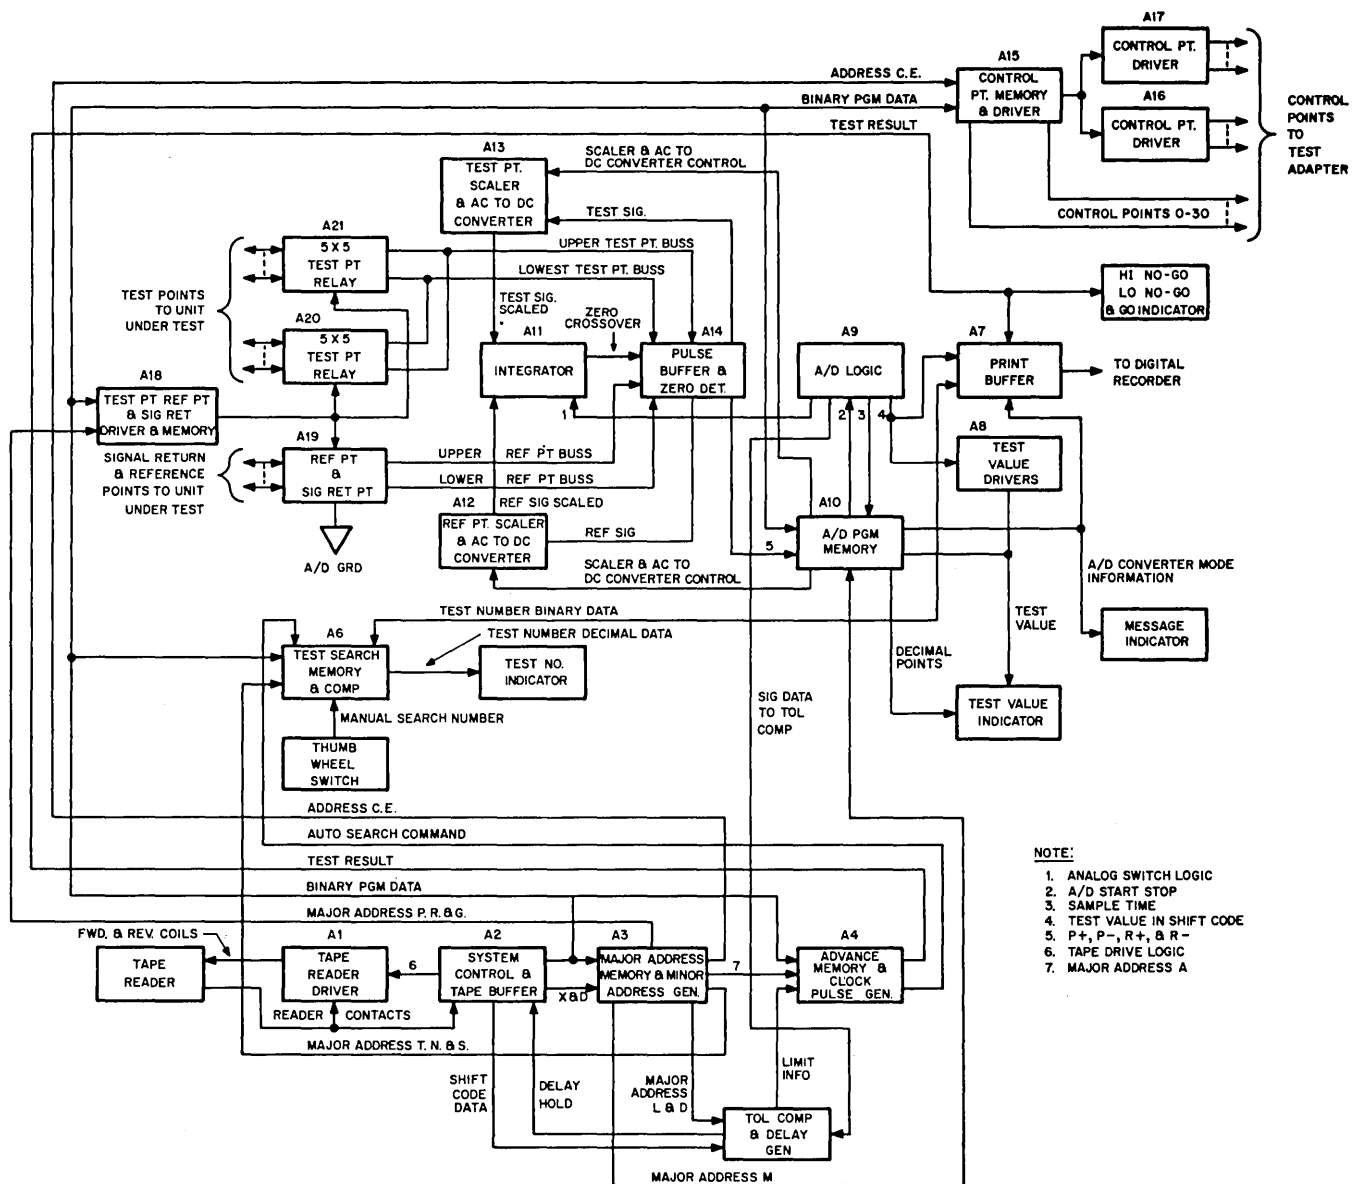 A17
CONTROL PT.
DRIVER
A15
CONTROL
PT. MEMORY
& DRIVER
A16
CONTROL PT.
DRIVER
CONTROL
POINTS
TO
TEST
ADAPTER
ADDRESS C.E.
BINARY PGM DATA
TEST RESULT
CONTROL POINTS 0-30
A13
TEST PT.
SCALER
& AC TO DC
CONVERTER
SCALER & AC TO
DC CONVERTER CONTROL
TEST SIG.
A21
5 X 5
TEST PT
RELAY
UPPER TEST PT. BUSS
LOWEST TEST PT. BUSS
TEST POINTS
TO UNIT
UNDER TEST
A20
5 X 5
TEST PT
RELAY
TEST SIG.
SCALED
ZERO
CROSSOVER
A11
INTEGRATOR
A14
PULSE
BUFFER &
ZERO DET.
A9
A/D LOGIC
HI NO-GO
LO NO-GO
& GO INDICATOR
A7
PRINT
BUFFER
TO DIGITAL
RECORDER
1
2
3
4
A18
TEST PT REF PT
& SIG RET
DRIVER & MEMORY
A19
REF PT
&
SIG RET PT
SIGNAL RETURN
& REFERENCE
POINTS TO UNIT
UNDER TEST
UPPER REF PT BUSS
LOWER REF PT BUSS
A/D GRD
A12
REF SIG SCALED
REF PT. SCALER
& AC TO DC
CONVERTER
REF SIG
SCALER & AC TO
DC CONVERTER CONTROL
A8
TEST
VALUE
DRIVERS
A10
A/D PGM
MEMORY
5
A/D CONVERTER MODE
INFORMATION
MESSAGE
INDICATOR
TEST
VALUE
DECIMAL
POINTS
TEST VALUE
INDICATOR
TEST NUMBER BINARY DATA
TEST NUMBER DECIMAL DATA
A6
TEST SEARCH
MEMORY
& COMP
TEST NO.
INDICATOR
MANUAL SEARCH NUMBER
THUMB
WHEEL
SWITCH
SIG DATA
TO TOL
COMP
ADDRESS C.E.
AUTO SEARCH COMMAND
TEST RESULT
BINARY PGM DATA
MAJOR ADDRESS P. R. & G.
FWD. & REV. COILS
TAPE
READER
A1
TAPE
READER
DRIVER
6
A2
SYSTEM
CONTROL &
TAPE BUFFER
X & D
A3
MAJOR ADDRESS
MEMORY & MINOR
ADDRESS GEN.
7
A4
ADVANCE
MEMORY &
CLOCK
PULSE GEN.
READER CONTACTS
MAJOR ADDRESS T. N. & S.
SHIFT
CODE
DATA
DELAY
HOLD
MAJOR
ADDRESS
L & D
LIMIT
INFO
TOL COMP
& DELAY
GEN
MAJOR ADDRESS M
NOTE:
1. ANALOG SWITCH LOGIC
2. A/D START STOP
3. SAMPLE TIME
4. TEST VALUE IN SHIFT CODE
5. P+, P-, R+, & R-
6. TAPE DRIVE LOGIC
7. MAJOR ADDRESS A